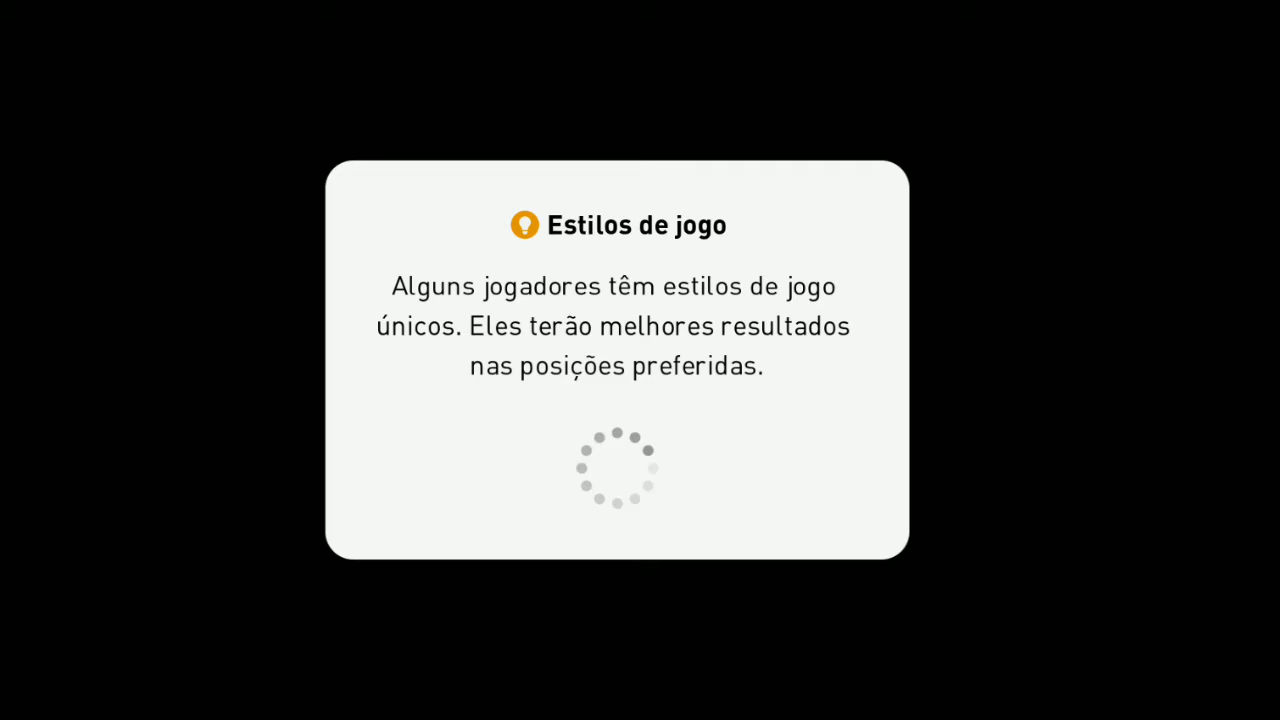 Estilos de jogo
Alguns jogadores têm estilos de jogo
únicos. Eles terão melhores resultados
nas posições preferidas.